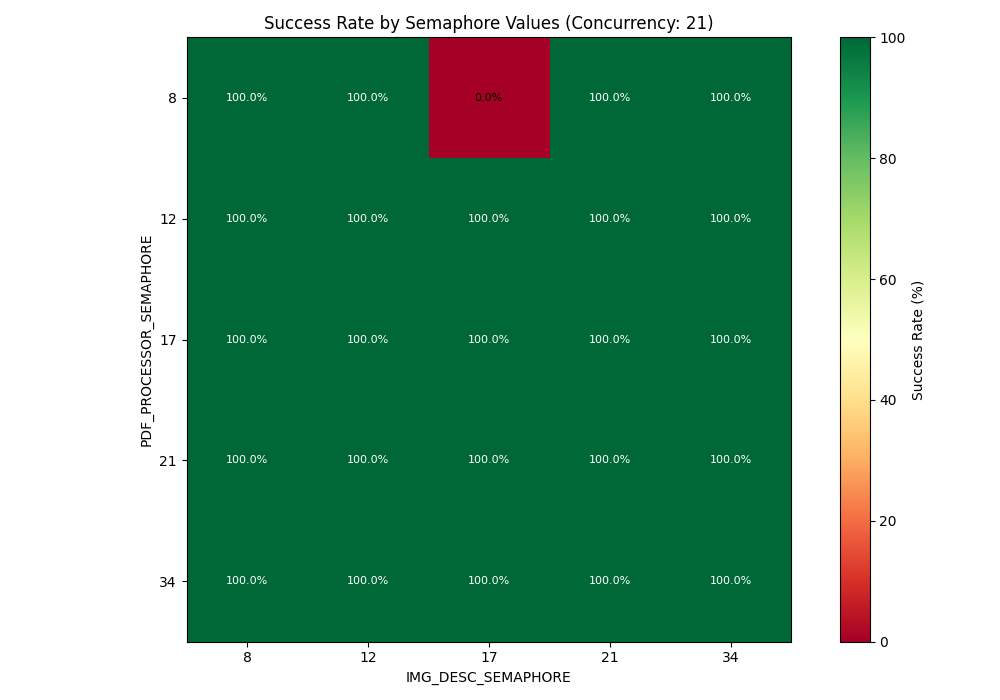 Success Rate by Semaphore Values (Concurrency: 21)
PDF_PROCESSOR_SEMAPHORE
8 100.0% 100.0% 0.0% 100.0% 100.0%
12 100.0% 100.0% 100.0% 100.0% 100.0%
17 100.0% 100.0% 100.0% 100.0% 100.0%
21 100.0% 100.0% 100.0% 100.0% 100.0%
34 100.0% 100.0% 100.0% 100.0% 100.0%
8 12 17 21 34
IMG_DESC_SEMAPHORE
100
80
60
40
20
0
Success Rate (%)